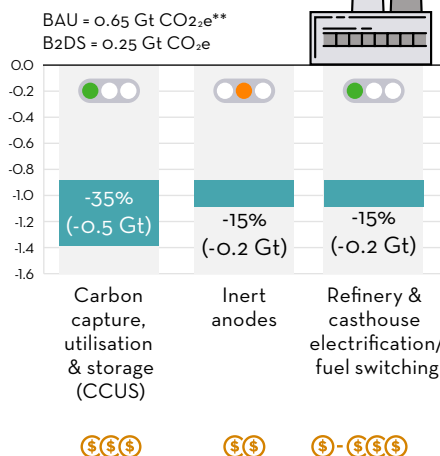 BAU = 0.65 Gt CO2₂e**
B2DS = 0.25 Gt CO₂e
0.0
-0.2
-0.4
-0.6
-0.8
-1.0
-1.2
-1.4
-1.6
-35%
(-0.5 Gt)
-15%
(-0.2 Gt)
-15%
(-0.2 Gt)
Carbon
capture,
utilisation
& storage
(CCUS)
Inert
anodes
Refinery &
casthouse
electrification/
fuel switching
$$$
$$
$-$$$